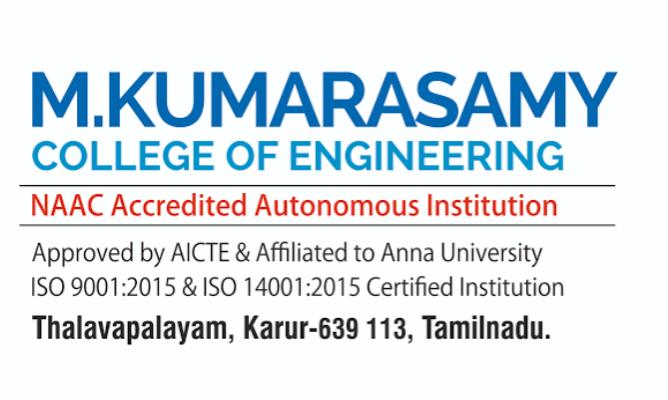 M.KUMARASAMY
COLLEGE OF ENGINEERING
NAAC Accredited Autonomous Institution
Approved by AICTE & Affiliated to Anna University
ISO 9001:2015 & ISO 14001:2015 Certified Institution
Thalavapalayam, Karur-639 113, Tamilnadu.